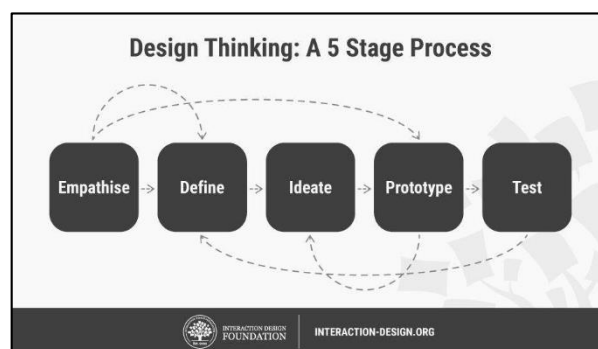 Design Thinking: A 5 Stage Process
Empathise
Define
Ideate
Prototype
Test
INTERACTION DESIGN
FOUNDATION
INTERACTION-DESIGN.ORG